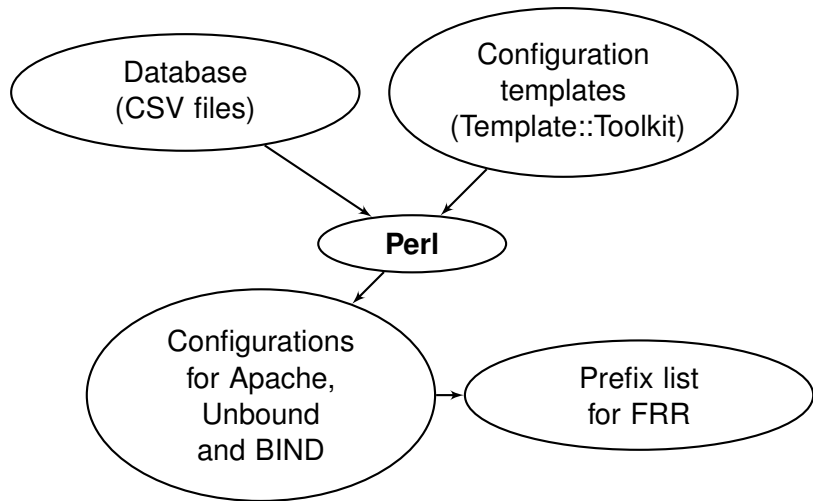 Database
(CSV files)
Configuration
templates
(Template::Toolkit)
Perl
Configurations
for Apache,
Unbound
and BIND
Prefix list
for FRR